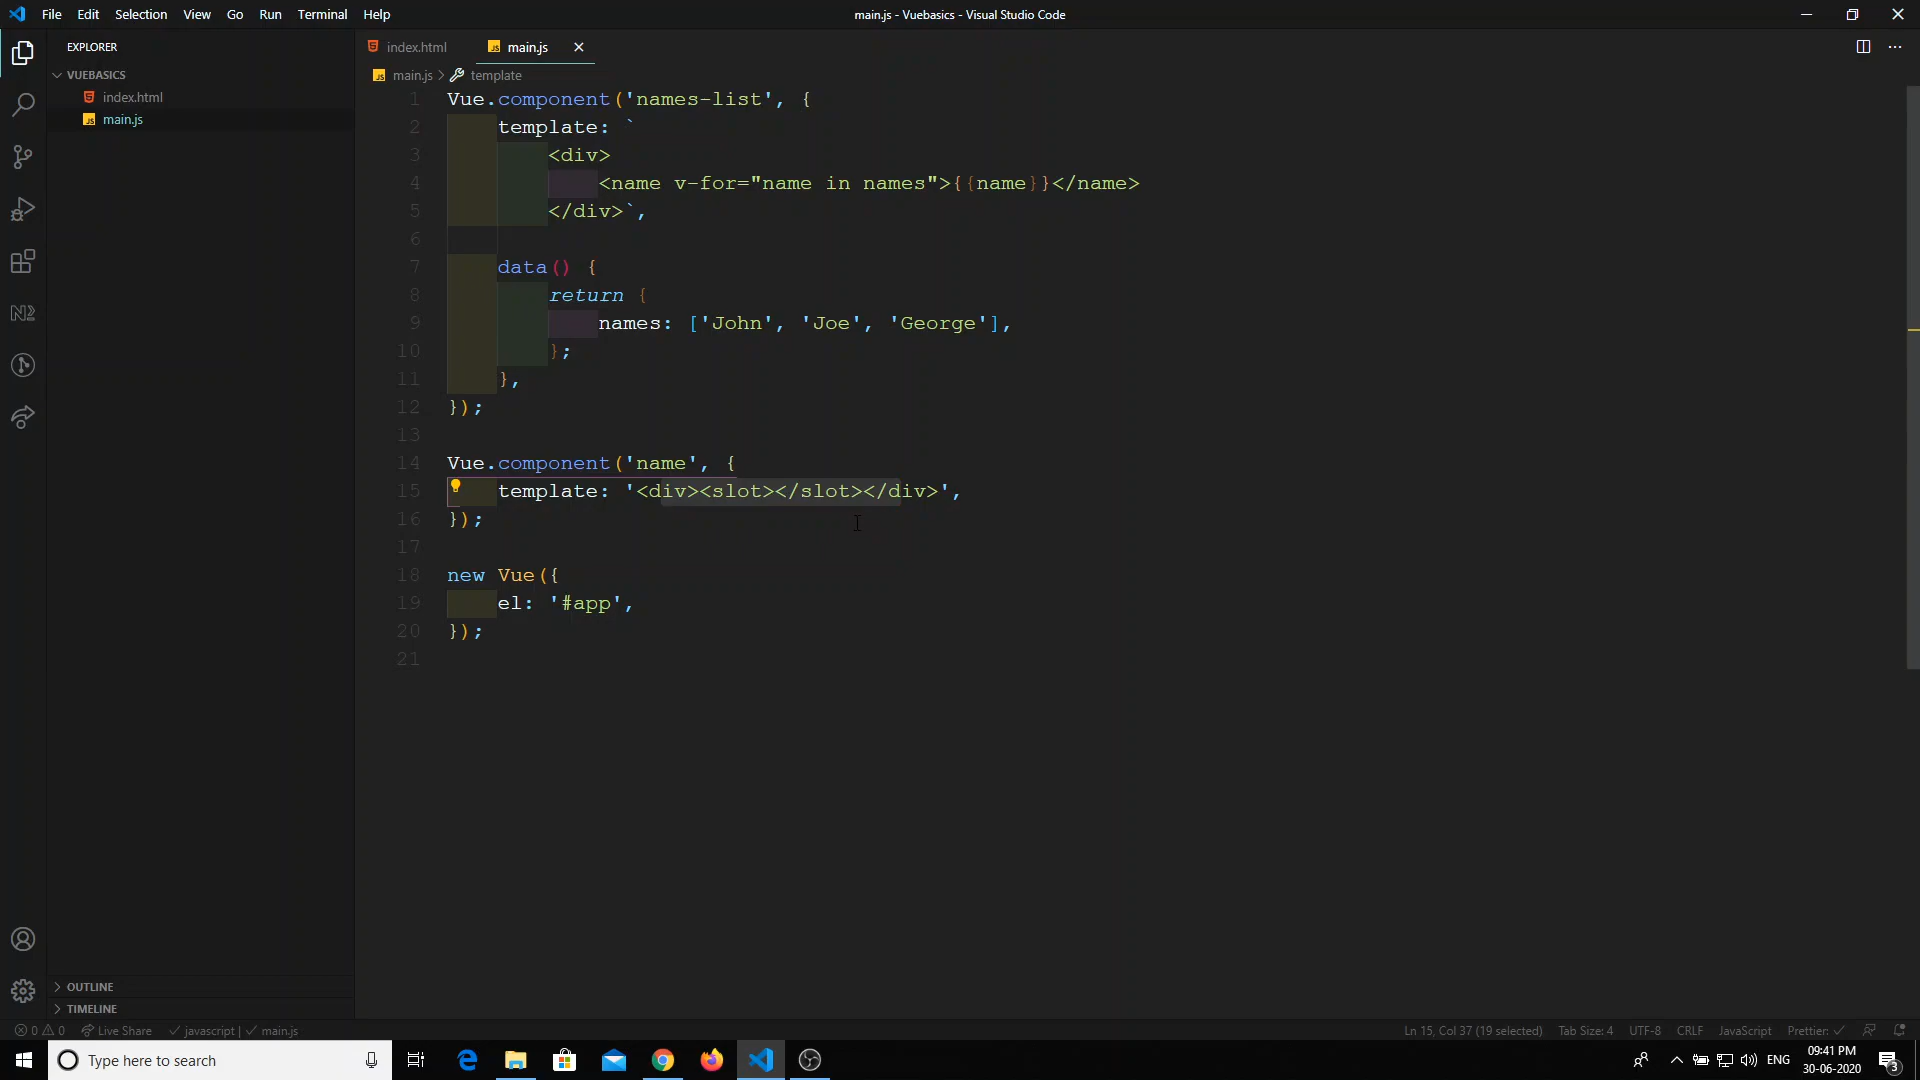 File Edit Selection View Go Run Terminal Help
main.js - Vuebasics - Visual Studio Code
EXPLORER
VUEBASICS
index.html
main.js
index.html
main.js
main.js > template
1 Vue.component('names-list', {
2 template: `
3 <div>
4 <name v-for="name in names">{{name}}</name>
5 </div>`,
6
7 data() {
8 return {
9 names: ['John', 'Joe', 'George'],
10 };
11 },
12 });
13
14 Vue.component('name', {
15 template: '<div><slot></slot></div>',
16 });
17
18 new Vue({
19 el: '#app',
20 });
21
OUTLINE
TIMELINE
0 0 Live Share javascript | main.js
Ln 15, Col 37 (19 selected) Tab Size: 4 UTF-8 CRLF JavaScript Prettier:
Type here to search
ENG
09:41 PM
30-06-2020
3